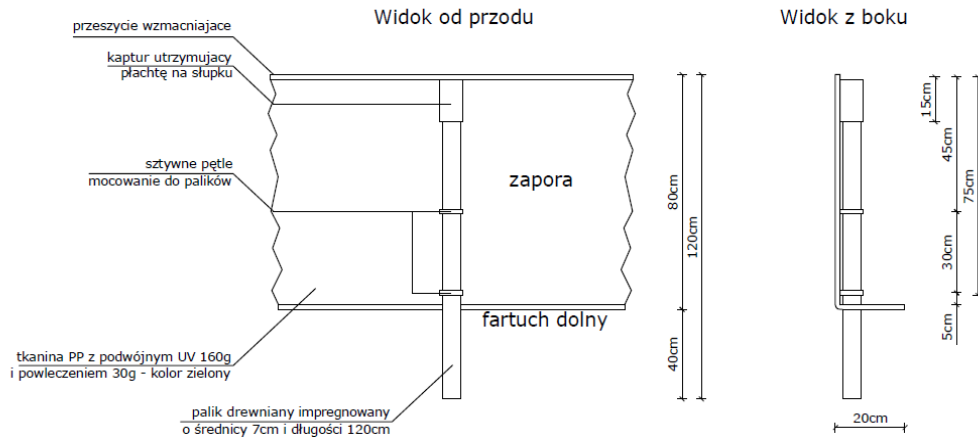 Widok od przodu
Widok z boku
przeszycie wzmacniajace
kaptur utrzymujacy
płachtę na słupku
sztywne pętle
mocowanie do palików
zapora
fartuch dolny
tkanina PP z podwójnym UV 160g
i powleczeniem 30g - kolor zielony
palik drewniany impregnowany
o średnicy 7cm i długości 120cm
80cm
120cm
40cm
15cm
45cm
75cm
30cm
5cm
20cm